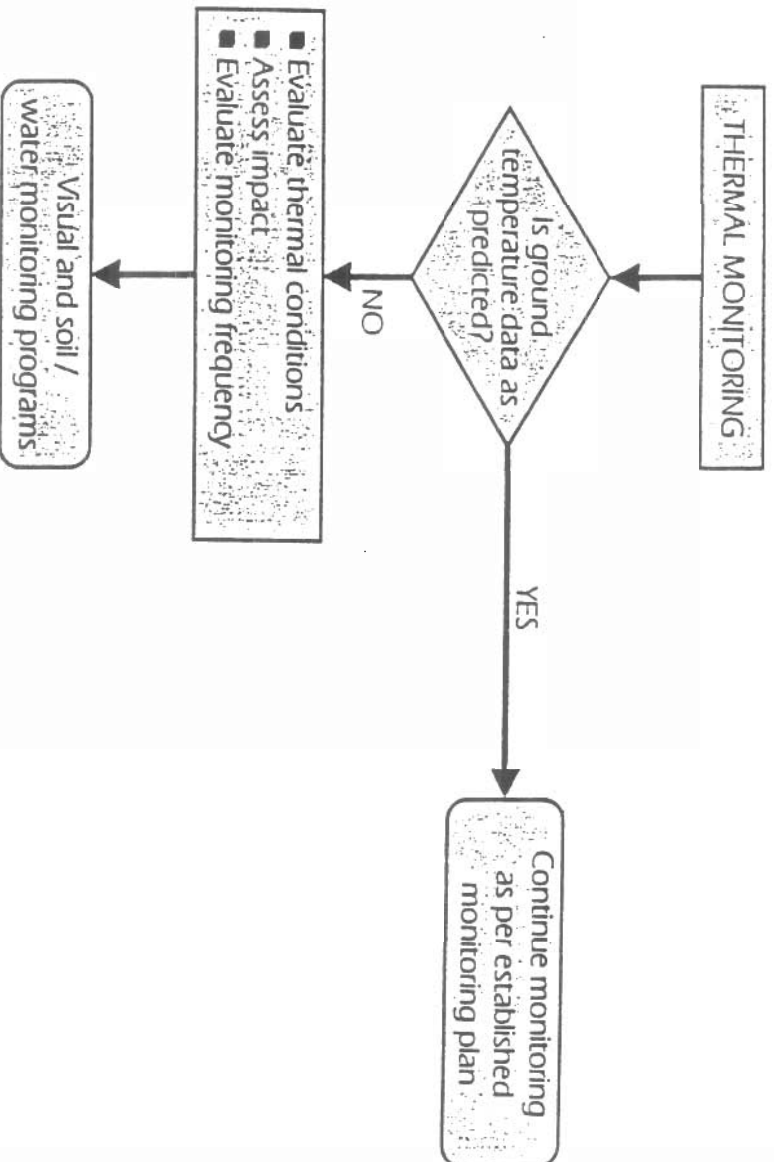 THERMAL MONITORING
Is ground
temperature data as
predicted?
YES
Continue monitoring
as per established
monitoring plan
NO
■ Evaluate thermal conditions
■ Assess impact
■ Evaluate monitoring frequency
Visual and soil /
water monitoring programs